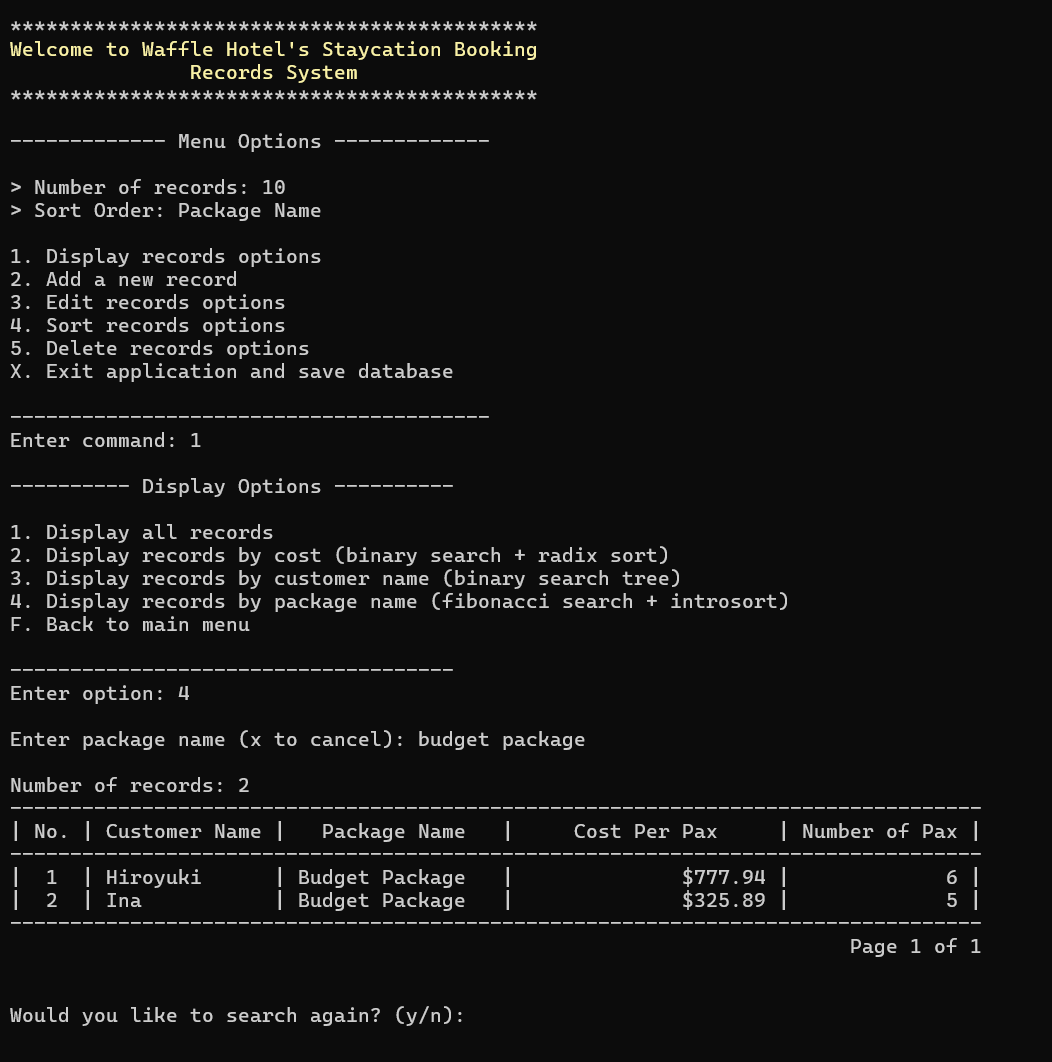 ********************************************
Welcome to Waffle Hotel's Staycation Booking
Records System
********************************************
------------- Menu Options -------------
> Number of records: 10
> Sort Order: Package Name
1. Display records options
2. Add a new record
3. Edit records options
4. Sort records options
5. Delete records options
X. Exit application and save database
----------------------------------------
Enter command: 1
---------- Display Options ----------
1. Display all records
2. Display records by cost (binary search + radix sort)
3. Display records by customer name (binary search tree)
4. Display records by package name (fibonacci search + introsort)
F. Back to main menu
-------------------------------------
Enter option: 4
Enter package name (x to cancel): budget package
Number of records: 2
---------------------------------------------------------------------------------
| No. | Customer Name |   Package Name   |     Cost Per Pax     | Number of Pax |
---------------------------------------------------------------------------------
|  1  | Hiroyuki      | Budget Package   |              $777.94 |             6 |
|  2  | Ina           | Budget Package   |              $325.89 |             5 |
---------------------------------------------------------------------------------
Page 1 of 1
Would you like to search again? (y/n):